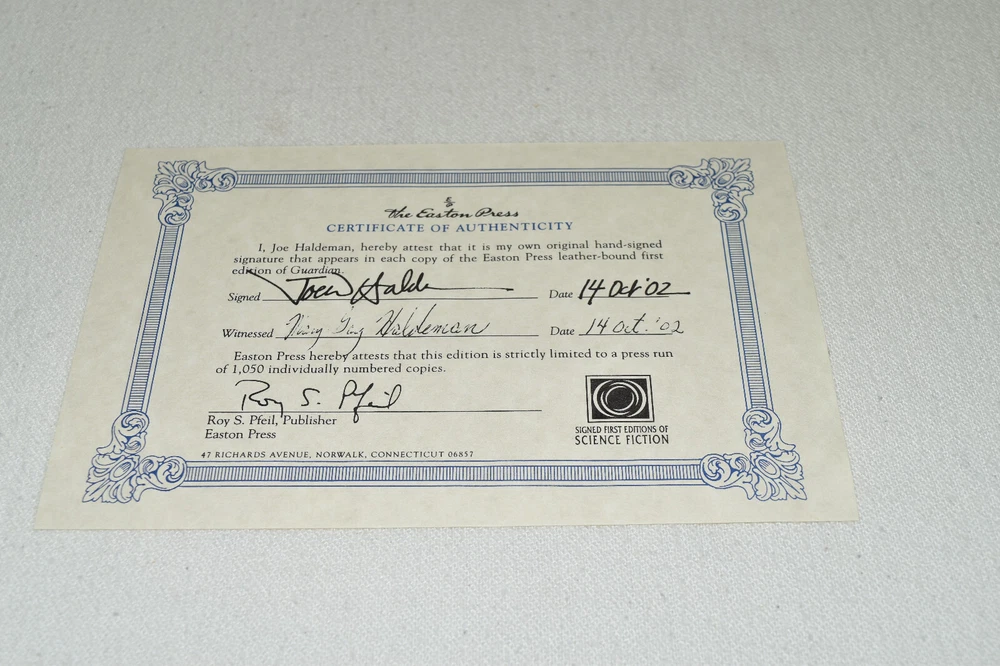 The Easton Press
CERTIFICATE OF AUTHENTICITY
I, Joe Haldeman, hereby attest that it is my own original hand-signed
signature that appears in each copy of the Easton Press leather-bound first
edition of Guardian.
Signed Joe Halde Date 14 Oct '02
Witnessed Haldeman Date 14 Oct. '02
Easton Press hereby attests that this edition is strictly limited to a press run
of 1,050 individually numbered copies.
Roy S. Pfeil
Roy S. Pfeil, Publisher
Easton Press
SIGNED FIRST EDITIONS OF
SCIENCE FICTION
47 RICHARDS AVENUE, NORWALK, CONNECTICUT 06857